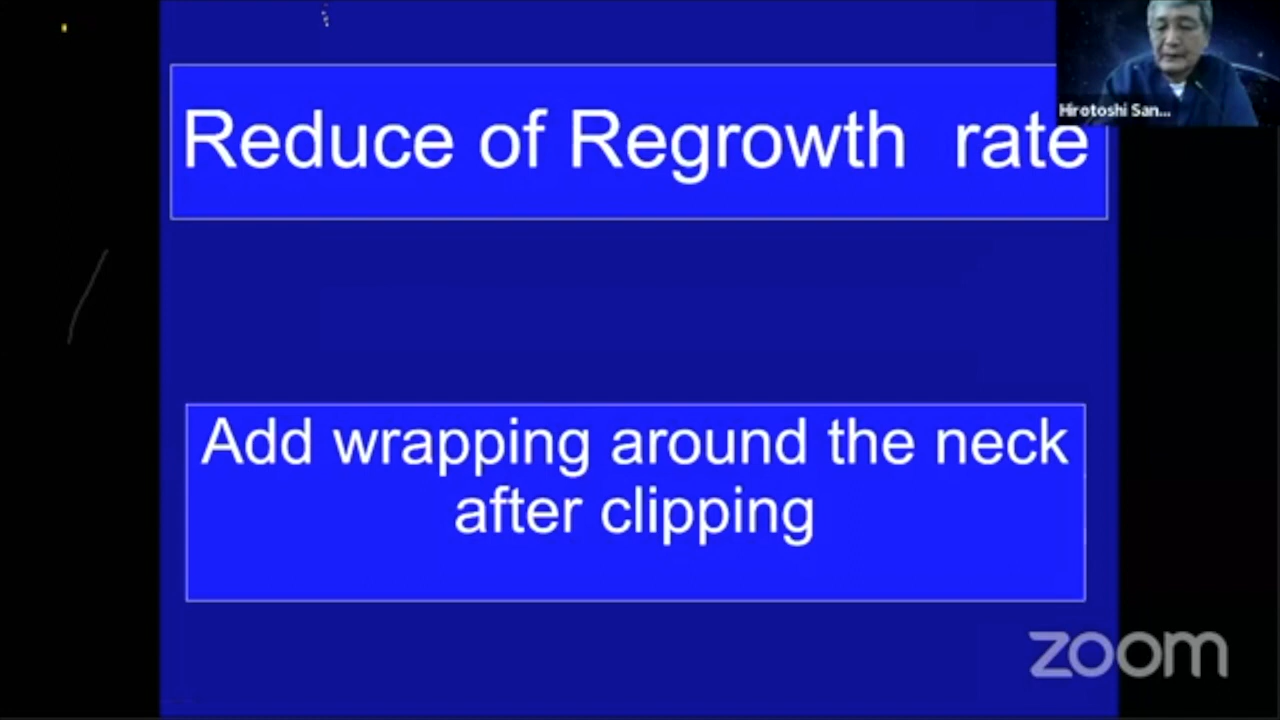 Hirotoshi San...
Reduce of Regrowth rate
Add wrapping around the neck
after clipping
zoom